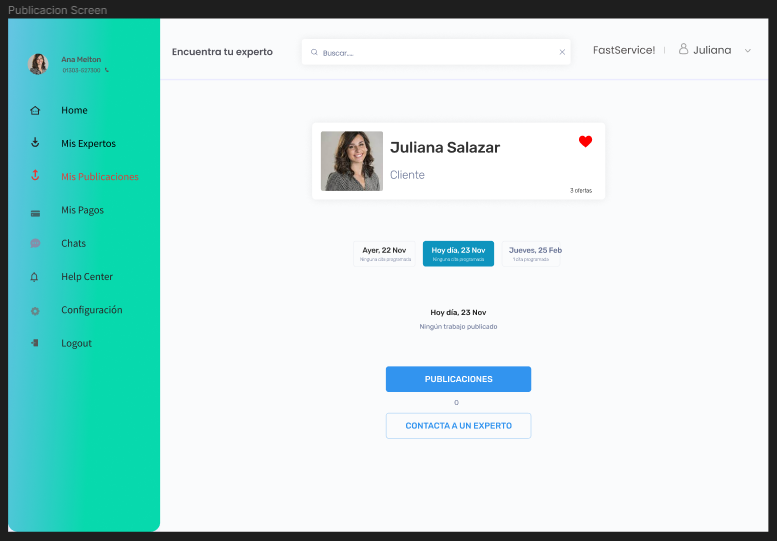 Publicacion Screen
Ana Melton
01303-027300
Home
Mis Expertos
Mis Publicaciones
Mis Pagos
Chats
Help Center
Configuración
Logout
Encuentra tu experto
Buscar....
FastService!
Juliana
Juliana Salazar
Cliente
3 ofertas
Ayer, 22 Nov
Ninguna cita programada
Hoy día, 23 Nov
Ninguna cita programada
Jueves, 25 Feb
1 cita programada
Hoy día, 23 Nov
Ningún trabajo publicado
PUBLICACIONES
O
CONTACTA A UN EXPERTO